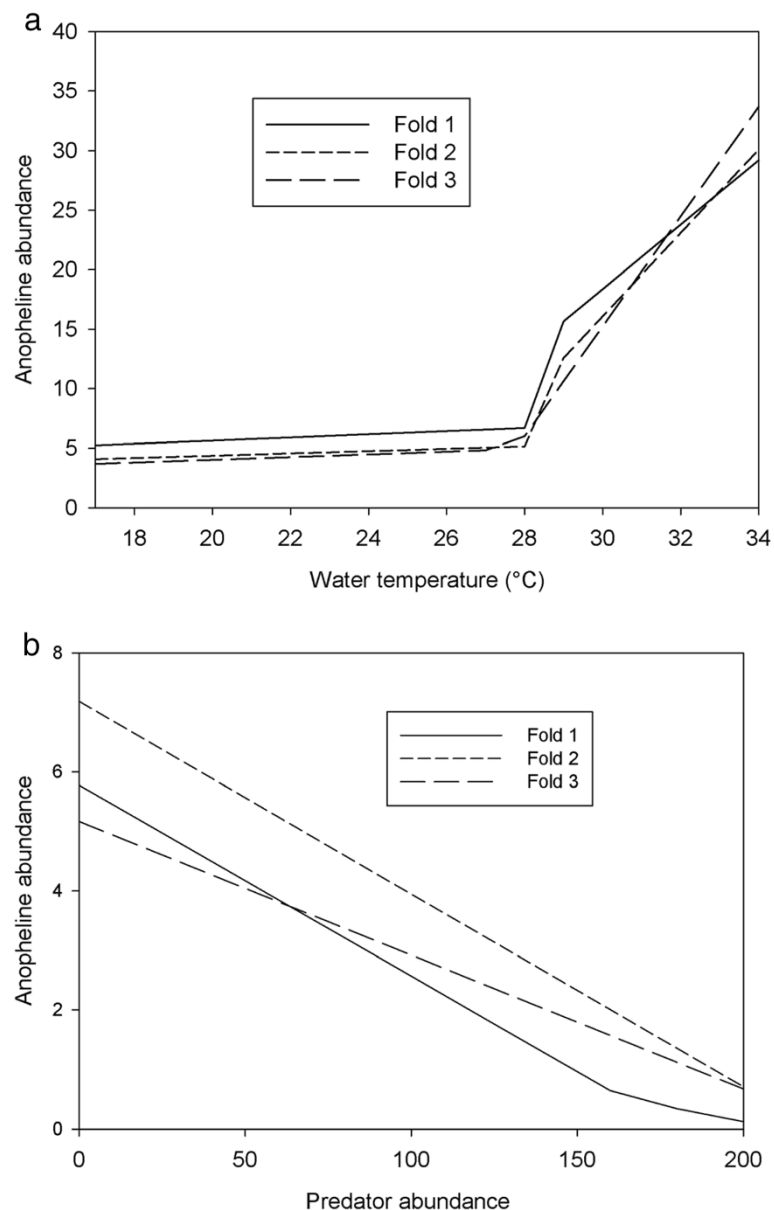 a
40
35
30
25
20
15
10
5
0
Anopheline abundance
Fold 1
Fold 2
Fold 3
18 20 22 24 26 28 30 32 34
Water temperature (°C)
b
8
6
4
2
0
Anopheline abundance
Fold 1
Fold 2
Fold 3
0 50 100 150 200
Predator abundance